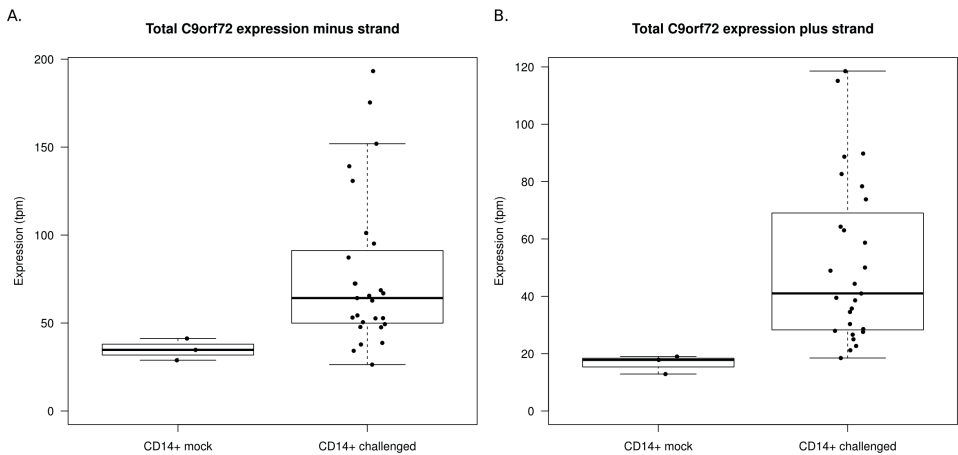 A.
Total C9orf72 expression minus strand
Expression (tpm)
200
150
100
50
0
CD14+ mock
CD14+ challenged
B.
Total C9orf72 expression plus strand
Expression (tpm)
120
100
80
60
40
20
0
CD14+ mock
CD14+ challenged